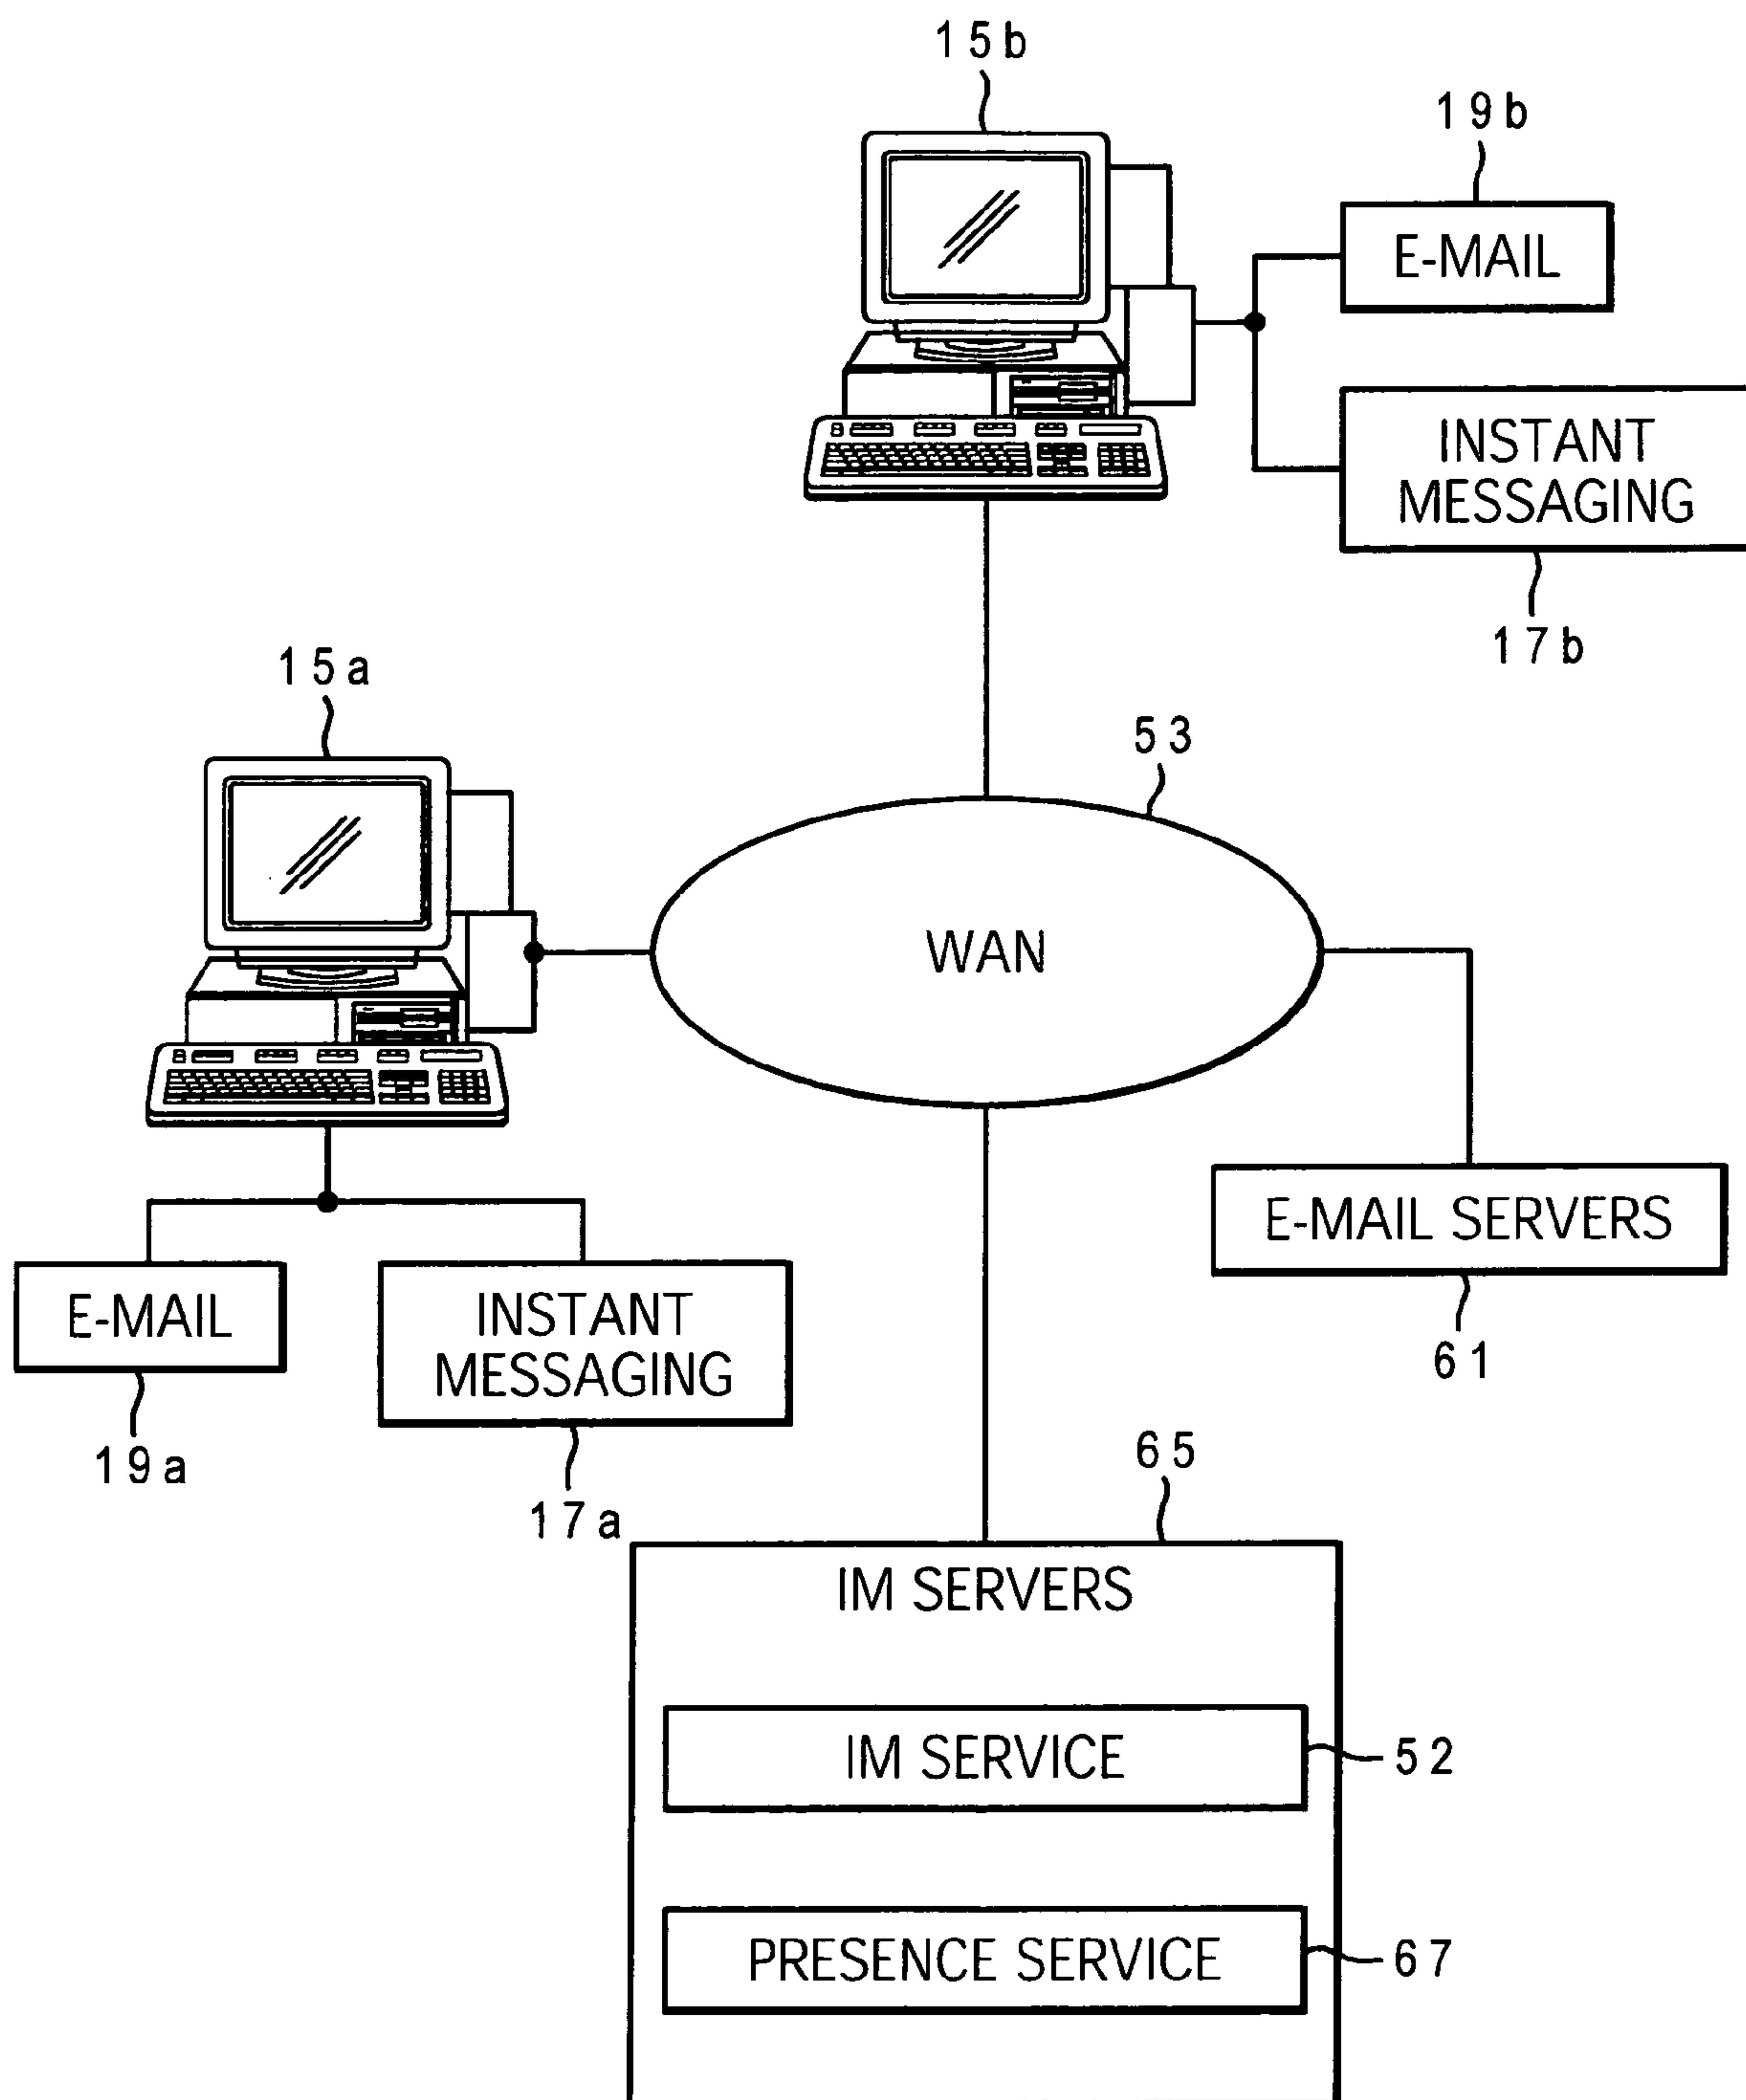 15b
19b
E-MAIL
INSTANT
MESSAGING
17b
15a
53
WAN
E-MAIL SERVERS
61
E-MAIL
19a
INSTANT
MESSAGING
17a
65
IM SERVERS
IM SERVICE
52
PRESENCE SERVICE
67